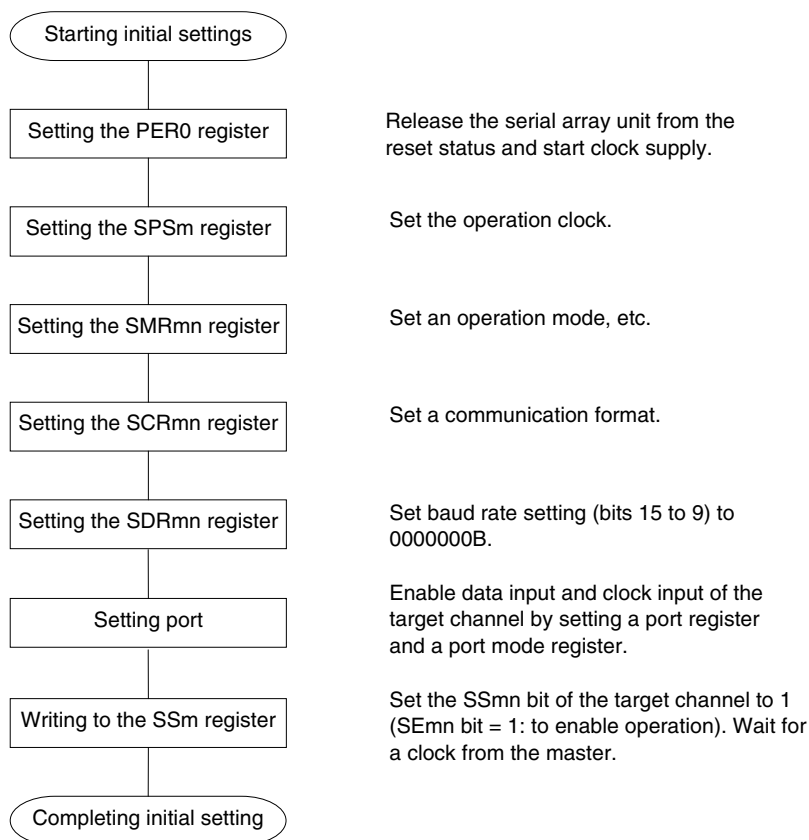 Starting initial settings
Setting the PER0 register
Release the serial array unit from the
reset status and start clock supply.
Setting the SPSm register
Set the operation clock.
Setting the SMRmn register
Set an operation mode, etc.
Setting the SCRmn register
Set a communication format.
Setting the SDRmn register
Set baud rate setting (bits 15 to 9) to
0000000B.
Setting port
Enable data input and clock input of the
target channel by setting a port register
and a port mode register.
Writing to the SSm register
Set the SSmn bit of the target channel to 1
(SEmn bit = 1: to enable operation). Wait for
a clock from the master.
Completing initial setting